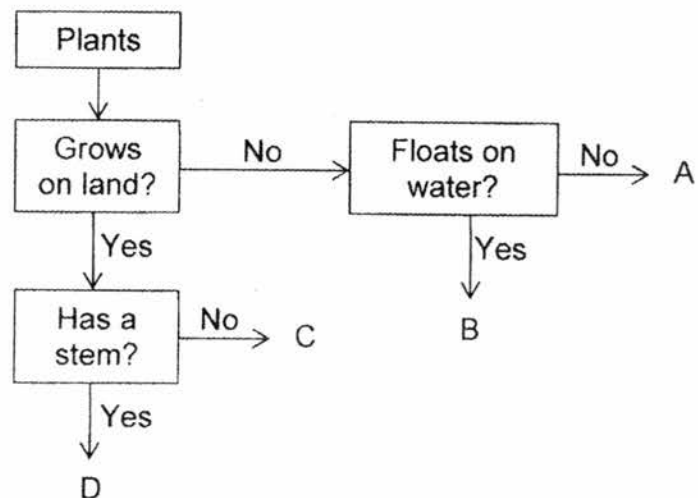 Plants
Grows
on land?
No
Floats on
water?
No
A
Yes
Yes
Has a
stem?
No
C
B
Yes
D